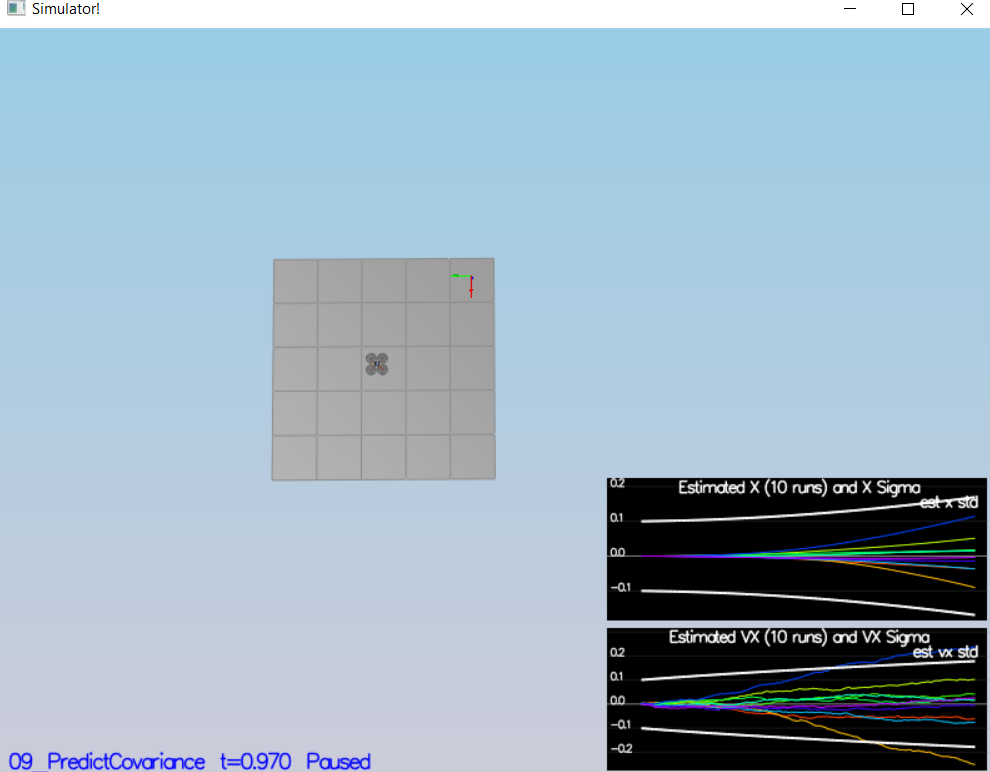 Simulator!
Estimated X (10 runs) and X Sigma
est x std
0.2
0.1
0.0
-0.1
Estimated VX (10 runs) and VX Sigma
est vx std
0.2
0.1
0.0
-0.1
-0.2
09_PredictCovariance t=0.970 Paused